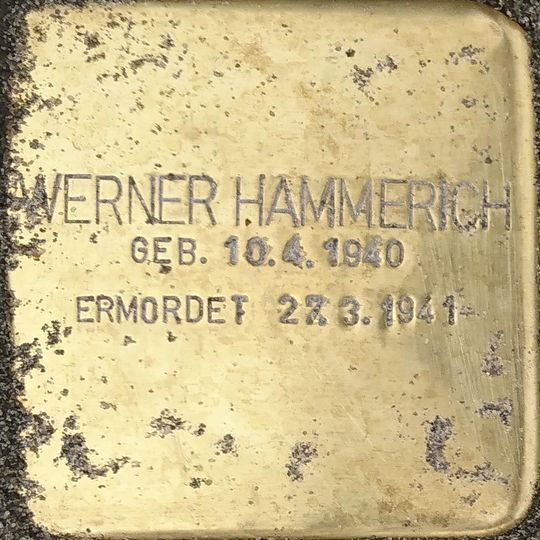 WERNER HAMMERICH
GEB. 10.4.1940
ERMORDET 27.3.1941